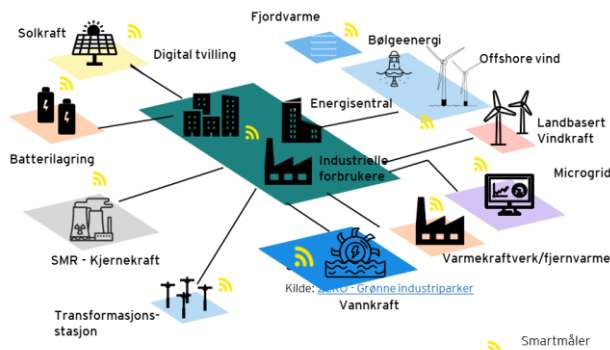 Solkraft
Fjordvarme
Digital tvilling
Bølgeenergi
Offshore vind
Energisentral
Landbasert
Vindkraft
Batterilagring
Industrielle
forbrukere
Microgrid
SMR - Kjernekraft
Varmekraftverk/fjernvarme
Kilde: - Grønne industriparker
Vannkraft
Transformasjons-
stasjon
Smartmåler